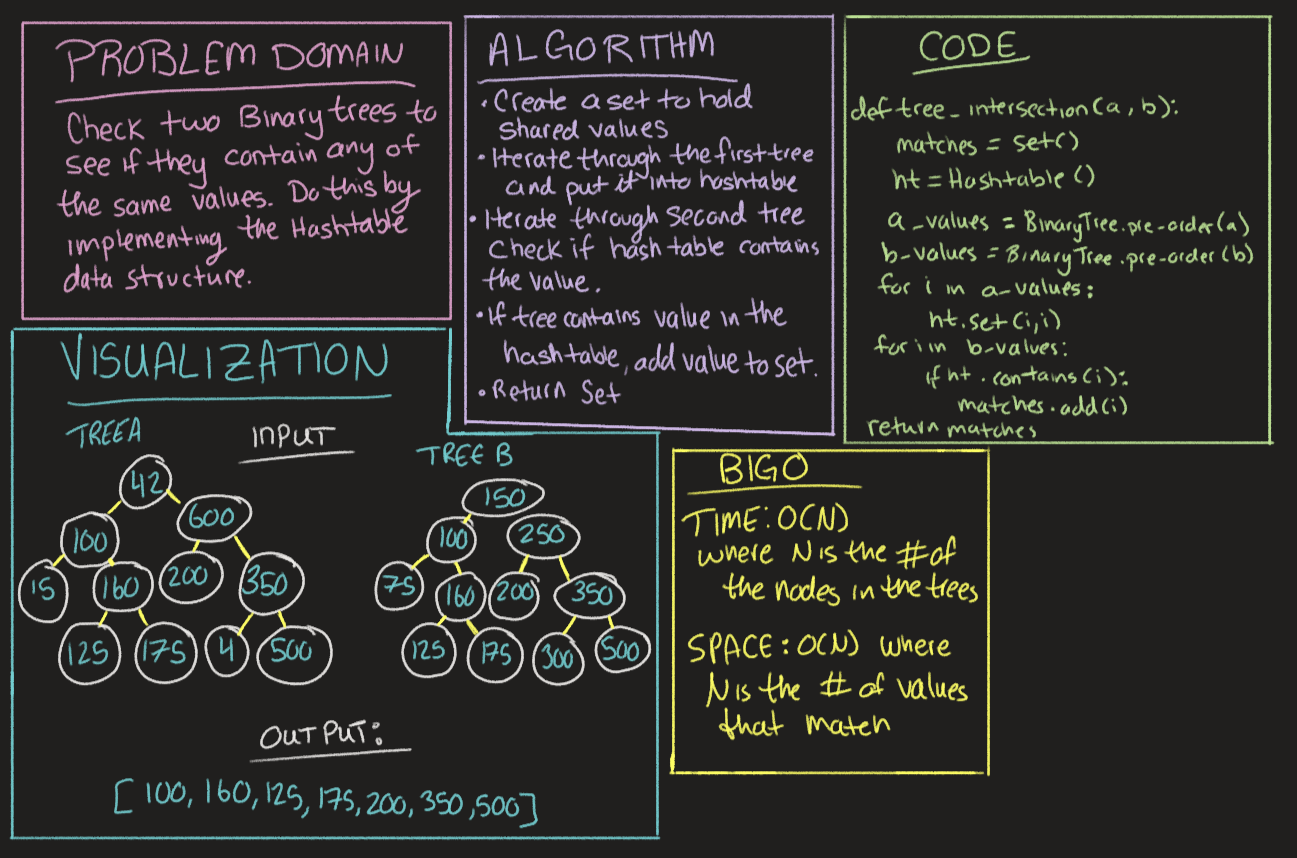 PROBLEM DOMAIN
Check two Binary trees to
see if they contain any of
the same values. Do this by
implementing the Hashtable
data structure.
ALGORITHM
• Create a set to hold
shared values
• Iterate through the first tree
and put it into hashtable
• Iterate through second tree
Check if hash table contains
the value.
• If tree contains value in the
hashtable, add value to set.
• Return Set
CODE
def tree_intersection(a, b):
matches = set()
ht = Hashtable()
a_values = BinaryTree.pre-order(a)
b-values = BinaryTree.pre-order(b)
for i in a-values:
ht.set(i,i)
for i in b-values:
if ht.contains(i):
matches.add(i)
return matches
VISUALIZATION
TREE A
INPUT
TREE B
42
100
600
15
160
200
350
125
175
4
500
150
100
250
75
160
200
350
125
175
300
500
OUTPUT:
[100, 160, 125, 175, 200, 350, 500]
BIG O
TIME: O(N)
where N is the # of
the nodes in the trees
SPACE: O(N) where
N is the # of values
that match